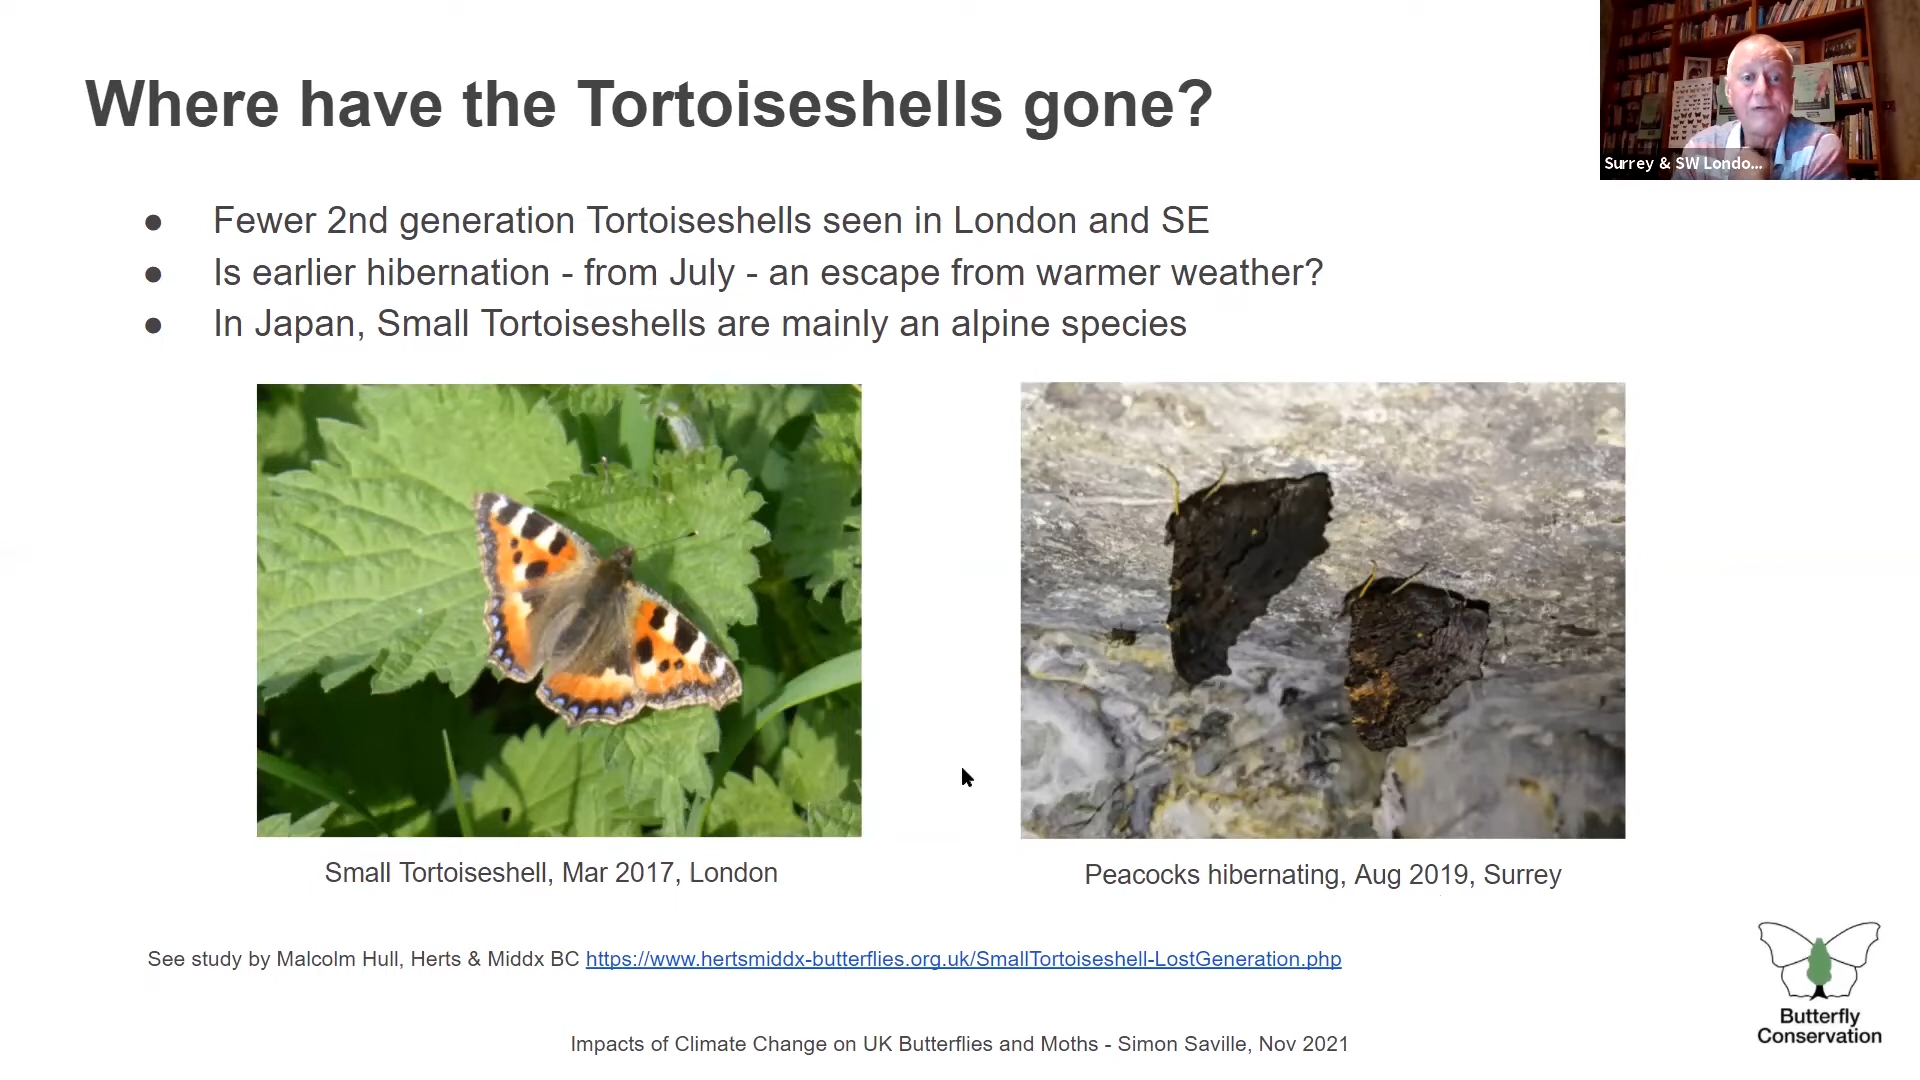 Where have the Tortoiseshells gone?
Surrey & SW Londo...
● Fewer 2nd generation Tortoiseshells seen in London and SE
● Is earlier hibernation - from July - an escape from warmer weather?
● In Japan, Small Tortoiseshells are mainly an alpine species
Small Tortoiseshell, Mar 2017, London
Peacocks hibernating, Aug 2019, Surrey
See study by Malcolm Hull, Herts & Middx BC https://www.hertsmiddx-butterflies.org.uk/SmallTortoiseshell-LostGeneration.php
Butterfly
Conservation
Impacts of Climate Change on UK Butterflies and Moths - Simon Saville, Nov 2021